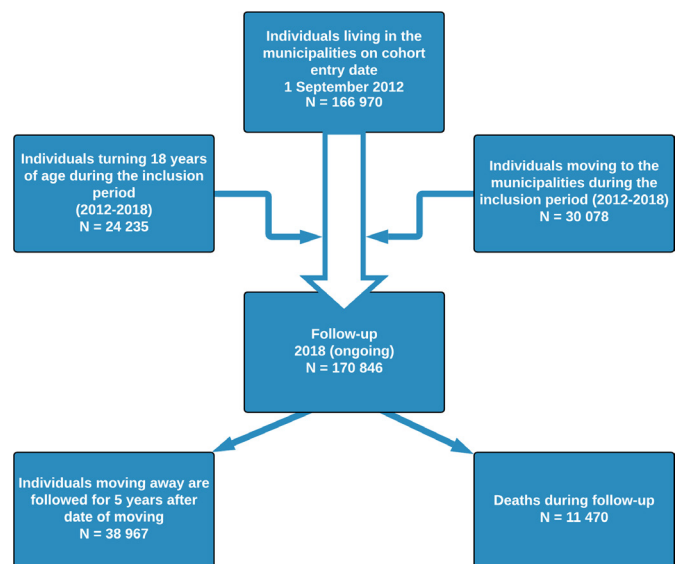 Individuals living in the
municipalities on cohort
entry date
1 September 2012
N = 166 970
Individuals turning 18 years
of age during the inclusion
period
(2012-2018)
N = 24 235
Individuals moving to the
municipalities during the
inclusion period (2012-2018)
N = 30 078
Follow-up
2018 (ongoing)
N = 170 846
Individuals moving away are
followed for 5 years after
date of moving
N = 38 967
Deaths during follow-up
N = 11 470